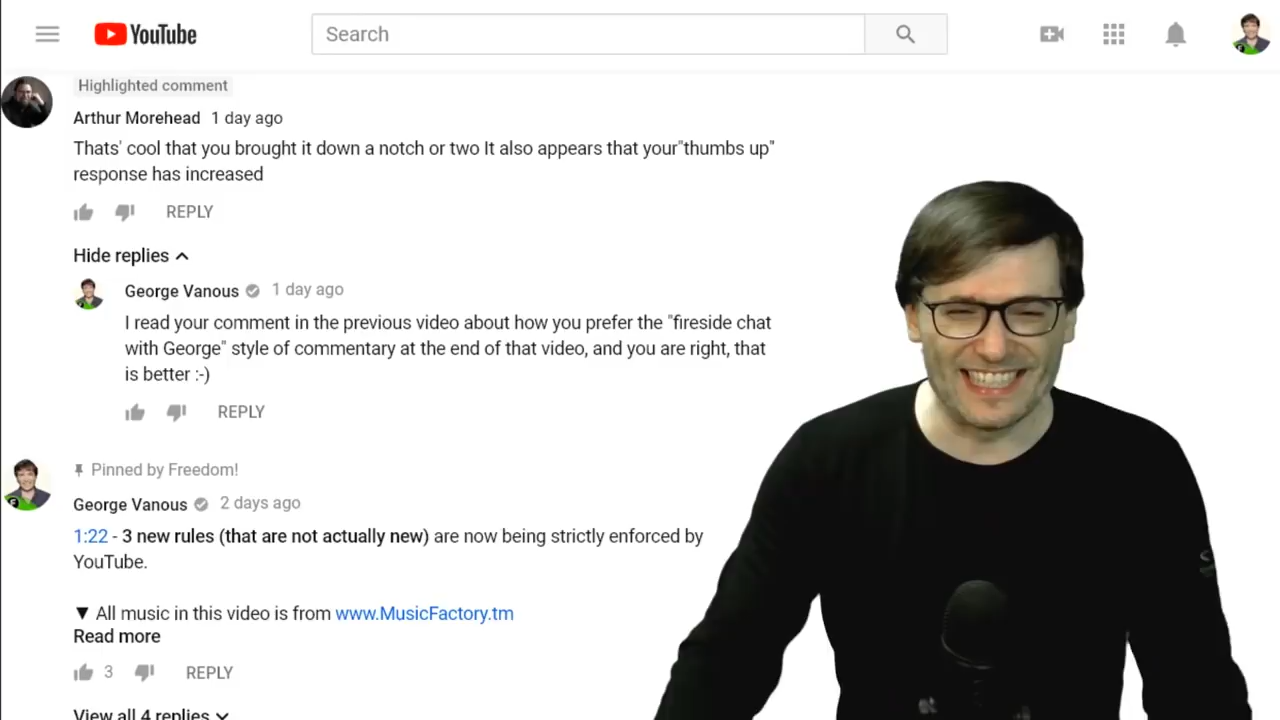 YouTube
Search
Highlighted comment
Arthur Morehead 1 day ago
Thats' cool that you brought it down a notch or two It also appears that your"thumbs up"
response has increased
REPLY
Hide replies
George Vanous 1 day ago
I read your comment in the previous video about how you prefer the "fireside chat
with George" style of commentary at the end of that video, and you are right, that
is better :-)
REPLY
Pinned by Freedom!
George Vanous 2 days ago
1:22 - 3 new rules (that are not actually new) are now being strictly enforced by
YouTube.
▼ All music in this video is from www.MusicFactory.tm
Read more
3 REPLY
View all 4 replies